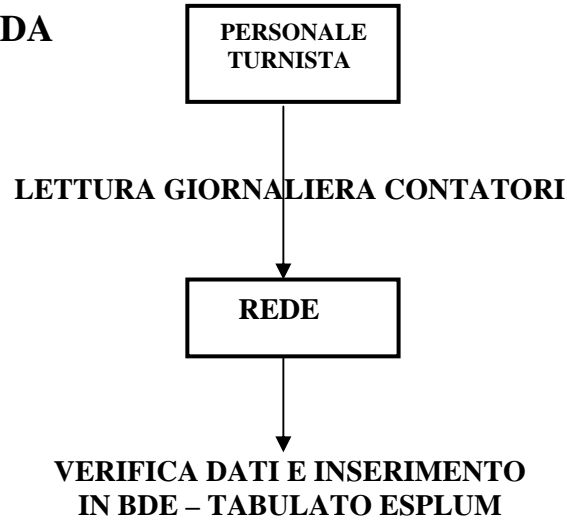 DA
PERSONALE
TURNISTA
LETTURA GIORNALIERA CONTATORI
REDE
VERIFICA DATI E INSERIMENTO
IN BDE – TABULATO ESPLUM